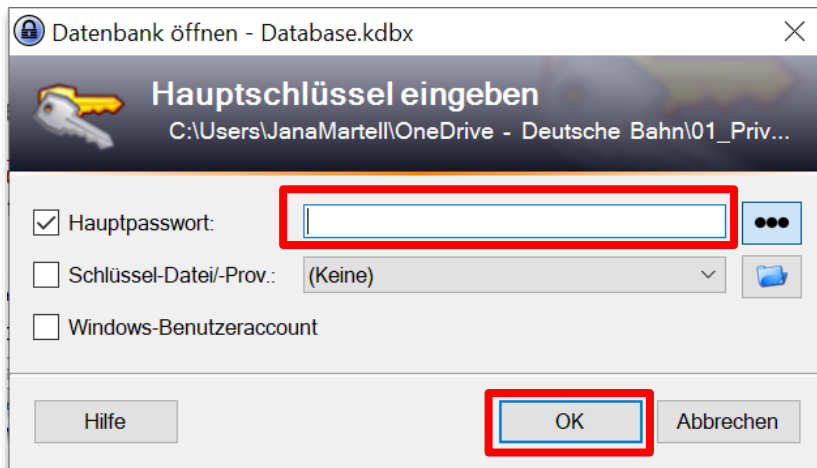 Datenbank öffnen - Database.kdbx
Hauptschlüssel eingeben
C:\Users\JanaMartell\OneDrive - Deutsche Bahn\01_Priv...
Hauptpasswort:
Schlüssel-Datei/-Prov.: (Keine)
Windows-Benutzeraccount
Hilfe OK Abbrechen